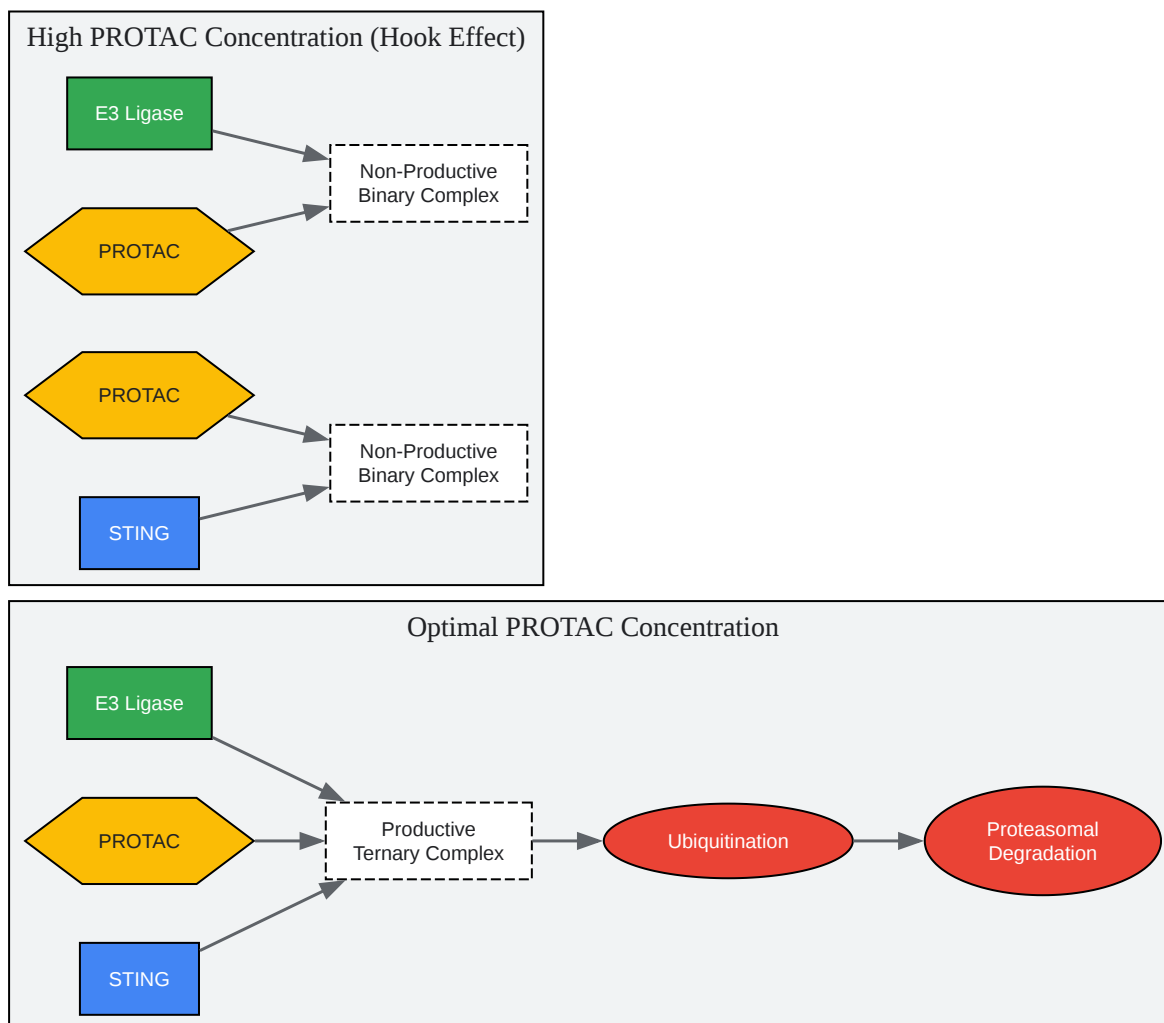 High PROTAC Concentration (Hook Effect)
E3 Ligase
Non-Productive
Binary Complex
PROTAC
PROTAC
Non-Productive
Binary Complex
STING
Optimal PROTAC Concentration
E3 Ligase
PROTAC
Productive
Ternary Complex
Ubiquitination
Proteasomal
Degradation
STING